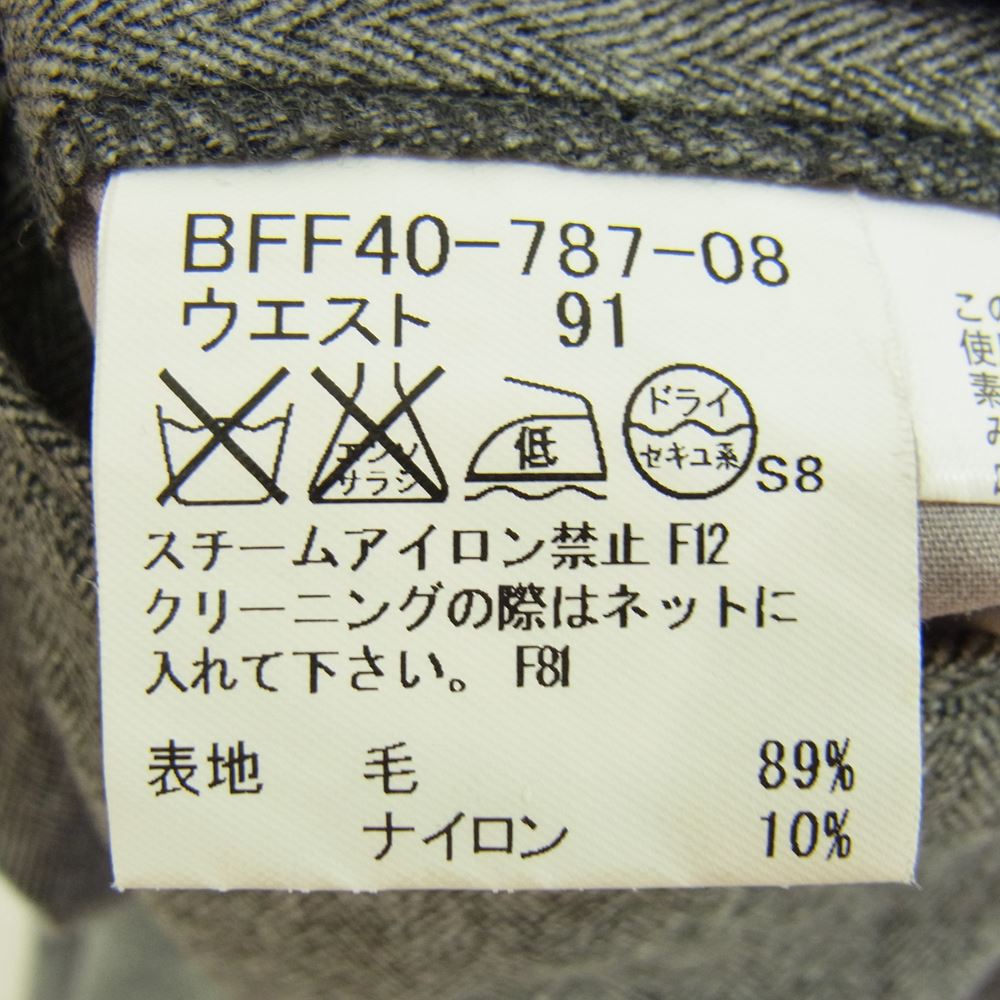 BFF40-787-08
ウエスト 91
エンソ
サラシ
低
ドライ
セキユ系
S8
スチームアイロン禁止 F12
クリーニングの際はネットに
入れて下さい。 F81
表地 毛 89%
ナイロン 10%
この
使
素
み